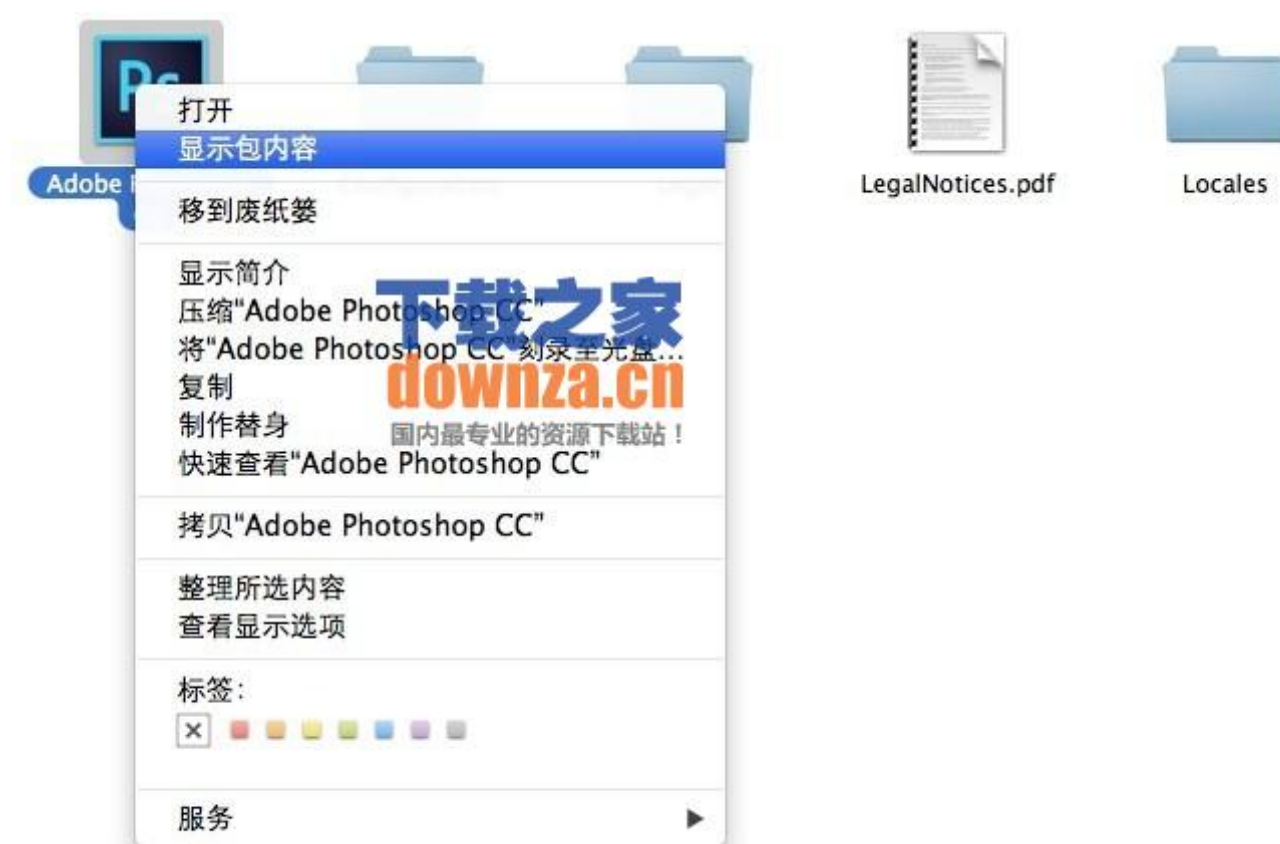 Ps
打开
显示包内容
Adobe
LegalNotices.pdf
Locales
移到废纸篓
显示简介
压缩“Adobe Photoshop CC”
将“Adobe Photoshop CC”刻录至光盘...
复制
制作替身
快速查看“Adobe Photoshop CC”
下载之家
downza.cn
国内最专业的资源下载站！
拷贝“Adobe Photoshop CC”
整理所选内容
查看显示选项
标签：
服务